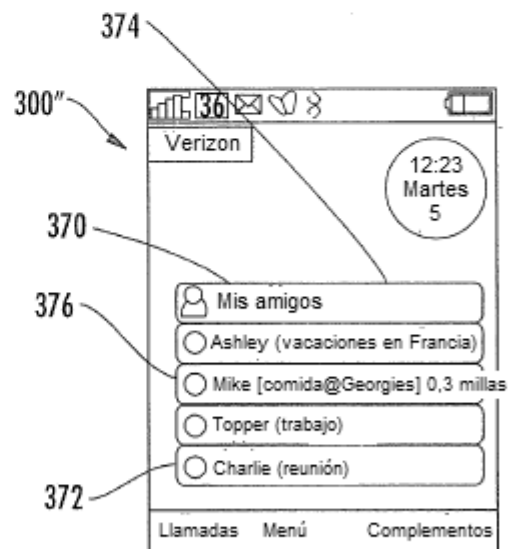 374
300"
36
Verizon
12:23
Martes
5
370
Mis amigos
376
Ashley (vacaciones en Francia)
Mike [comida@Georgies] 0,3 millas
Topper (trabajo)
Charlie (reunión)
372
Llamadas Menú Complementos